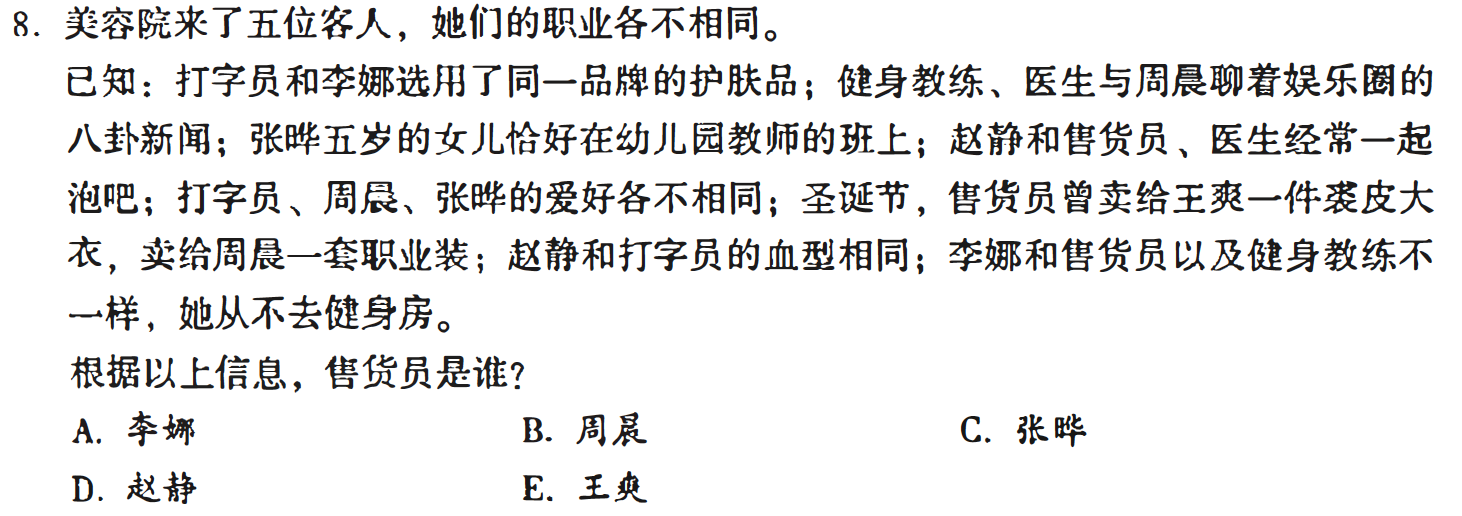 8. 美容院来了五位客人，她们的职业各不相同。
已知：打字员和李娜选用了同一品牌的护肤品；健身教练、医生与周晨聊着娱乐圈的
八卦新闻；张晔五岁的女儿恰好在幼儿园教师的班上；赵静和售货员、医生经常一起
泡吧；打字员、周晨、张晔的爱好各不相同；圣诞节，售货员曾卖给王爽一件裘皮大
衣，卖给周晨一套职业装；赵静和打字员的血型相同；李娜和售货员以及健身教练不
一样，她从不去健身房。
根据以上信息，售货员是谁？
A. 李娜 B. 周晨 C. 张晔
D. 赵静 E. 王爽